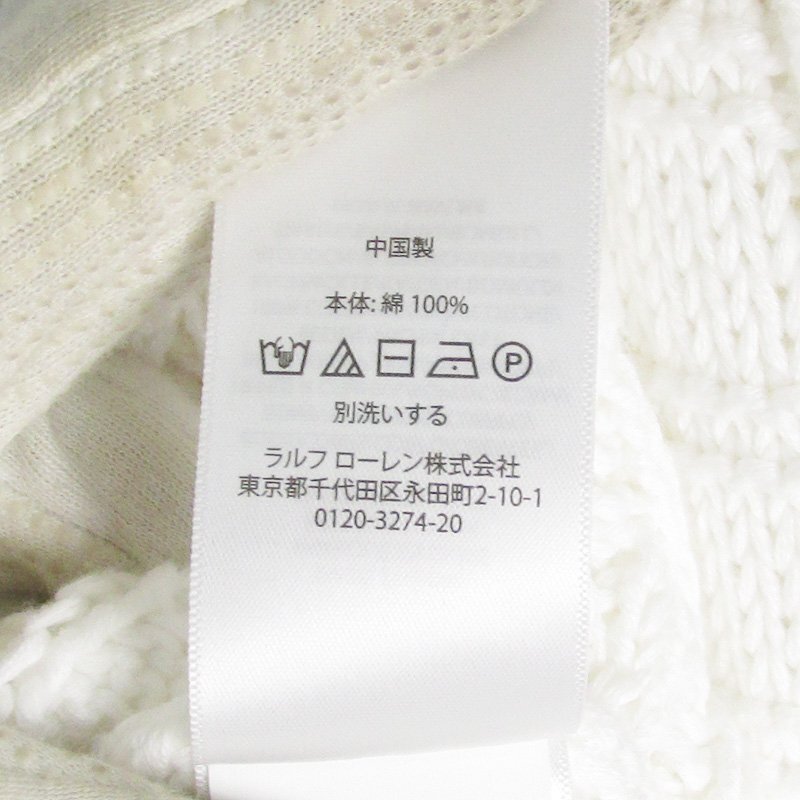 中国製
本体: 綿 100%
P
別洗いする
ラルフ ローレン株式会社
東京都千代田区永田町2-10-1
0120-3274-20